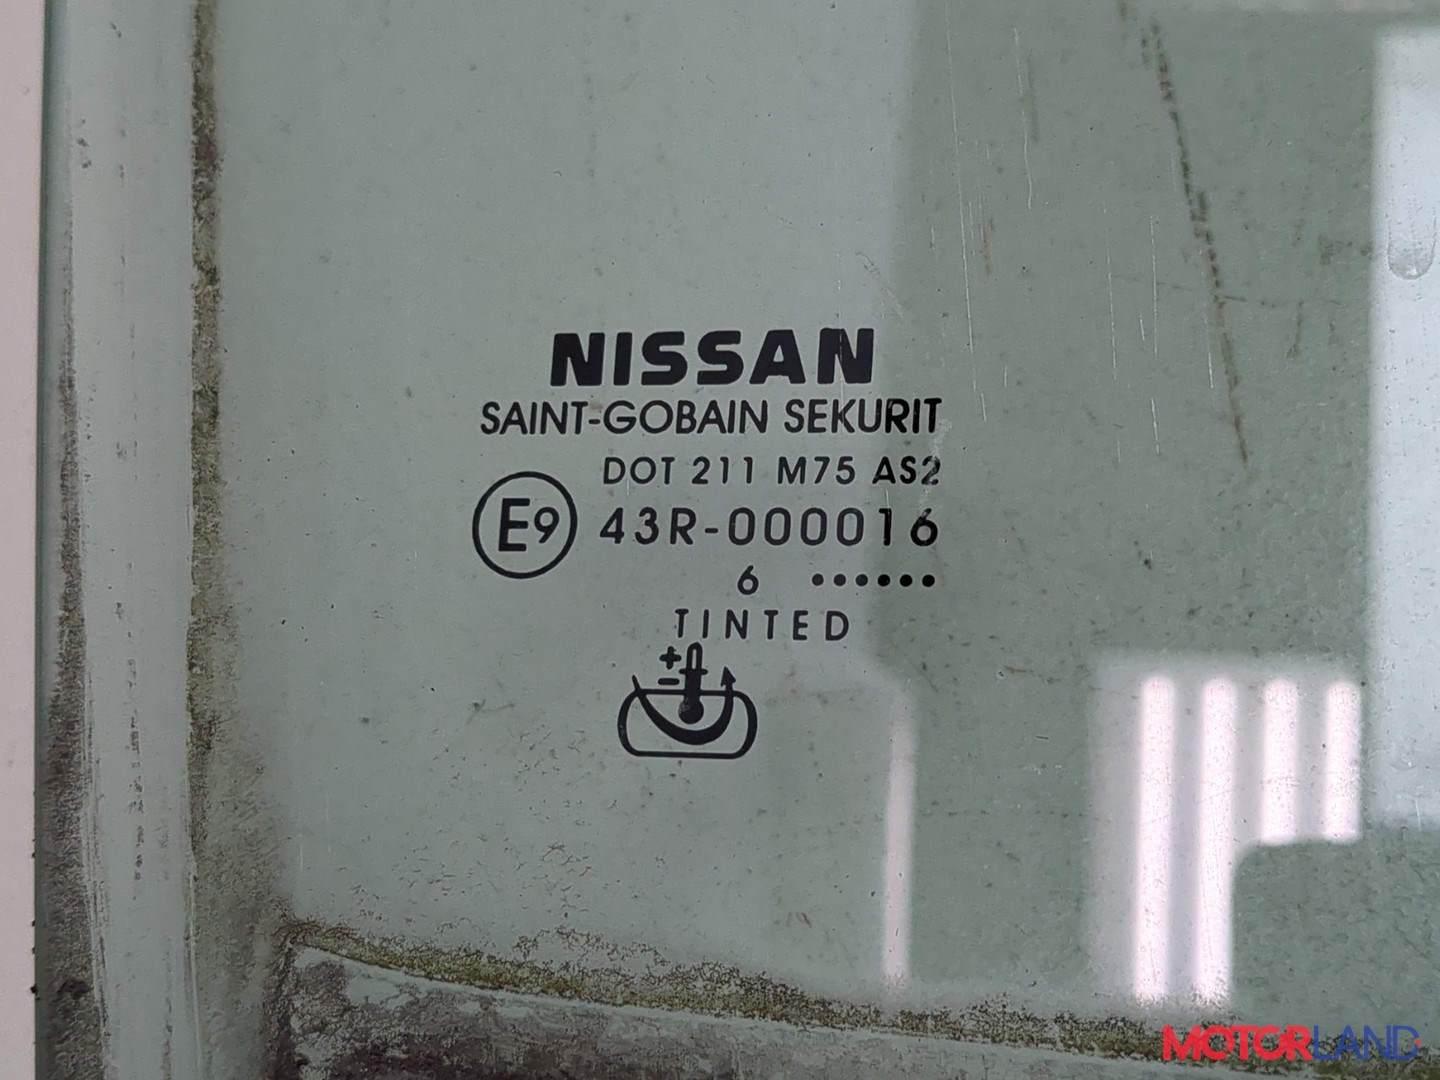 NISSAN
SAINT-GOBAIN SEKURIT
DOT 211 M75 AS2
E9 43R-000016
6 ••••••
TINTED
+
-
MOTORLAND